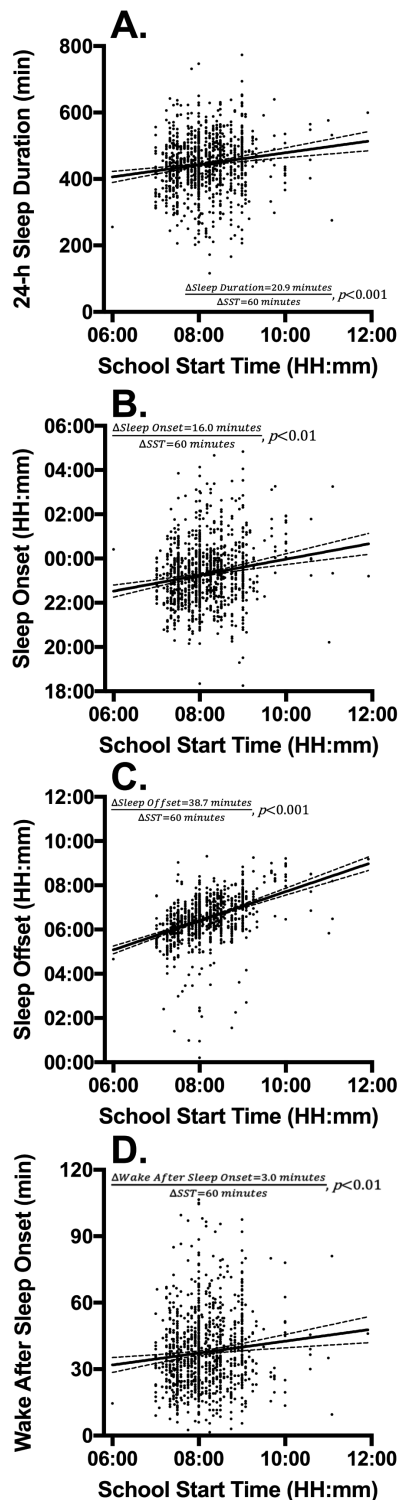 A.
800
600
400
200
0
24-h Sleep Duration (min)
ΔSleep Duration=20.9 minutes
ΔSST=60 minutes
, p<0.001
06:00 08:00 10:00 12:00
School Start Time (HH:mm)
B.
06:00
04:00
02:00
00:00
22:00
20:00
18:00
Sleep Onset (HH:mm)
ΔSleep Onset=16.0 minutes
ΔSST=60 minutes
, p<0.01
06:00 08:00 10:00 12:00
School Start Time (HH:mm)
C.
12:00
10:00
08:00
06:00
04:00
02:00
00:00
Sleep Offset (HH:mm)
ΔSleep Offset=38.7 minutes
ΔSST=60 minutes
, p<0.001
06:00 08:00 10:00 12:00
School Start Time (HH:mm)
D.
120
90
60
30
0
Wake After Sleep Onset (min)
ΔWake After Sleep Onset=3.0 minutes
ΔSST=60 minutes
, p<0.01
06:00 08:00 10:00 12:00
School Start Time (HH:mm)